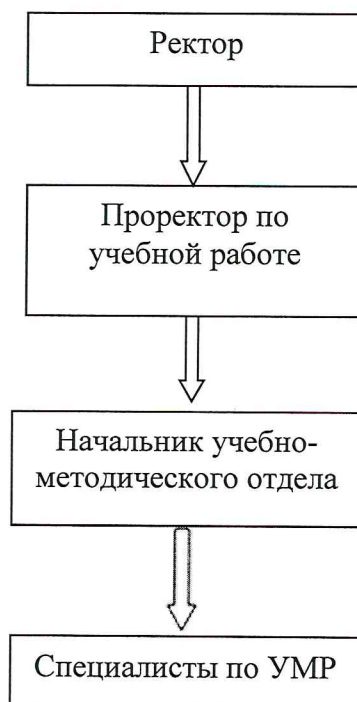 Ректор
Проректор по
учебной работе
Начальник учебно-
методического отдела
Специалисты по УМР